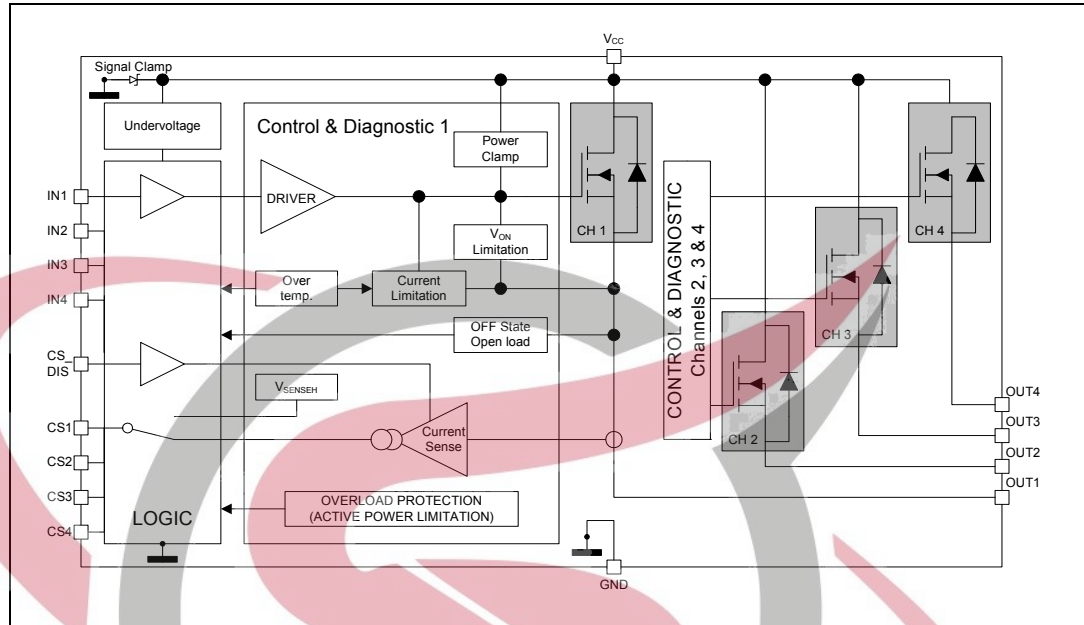 VCC
Signal Clamp
Undervoltage
Control & Diagnostic 1
Power
Clamp
IN1
DRIVER
CH 1
CH 4
IN2
VON
Limitation
CONTROL & DIAGNOSTIC
Channels 2, 3 & 4
IN3
IN4
Over
temp.
Current
Limitation
CH 3
OFF State
Open load
CS_
DIS
VSENSEH
CS1
Current
Sense
CH 2
OUT4
OUT3
OUT2
OUT1
CS2
CS3
CS4
LOGIC
OVERLOAD PROTECTION
(ACTIVE POWER LIMITATION)
GND